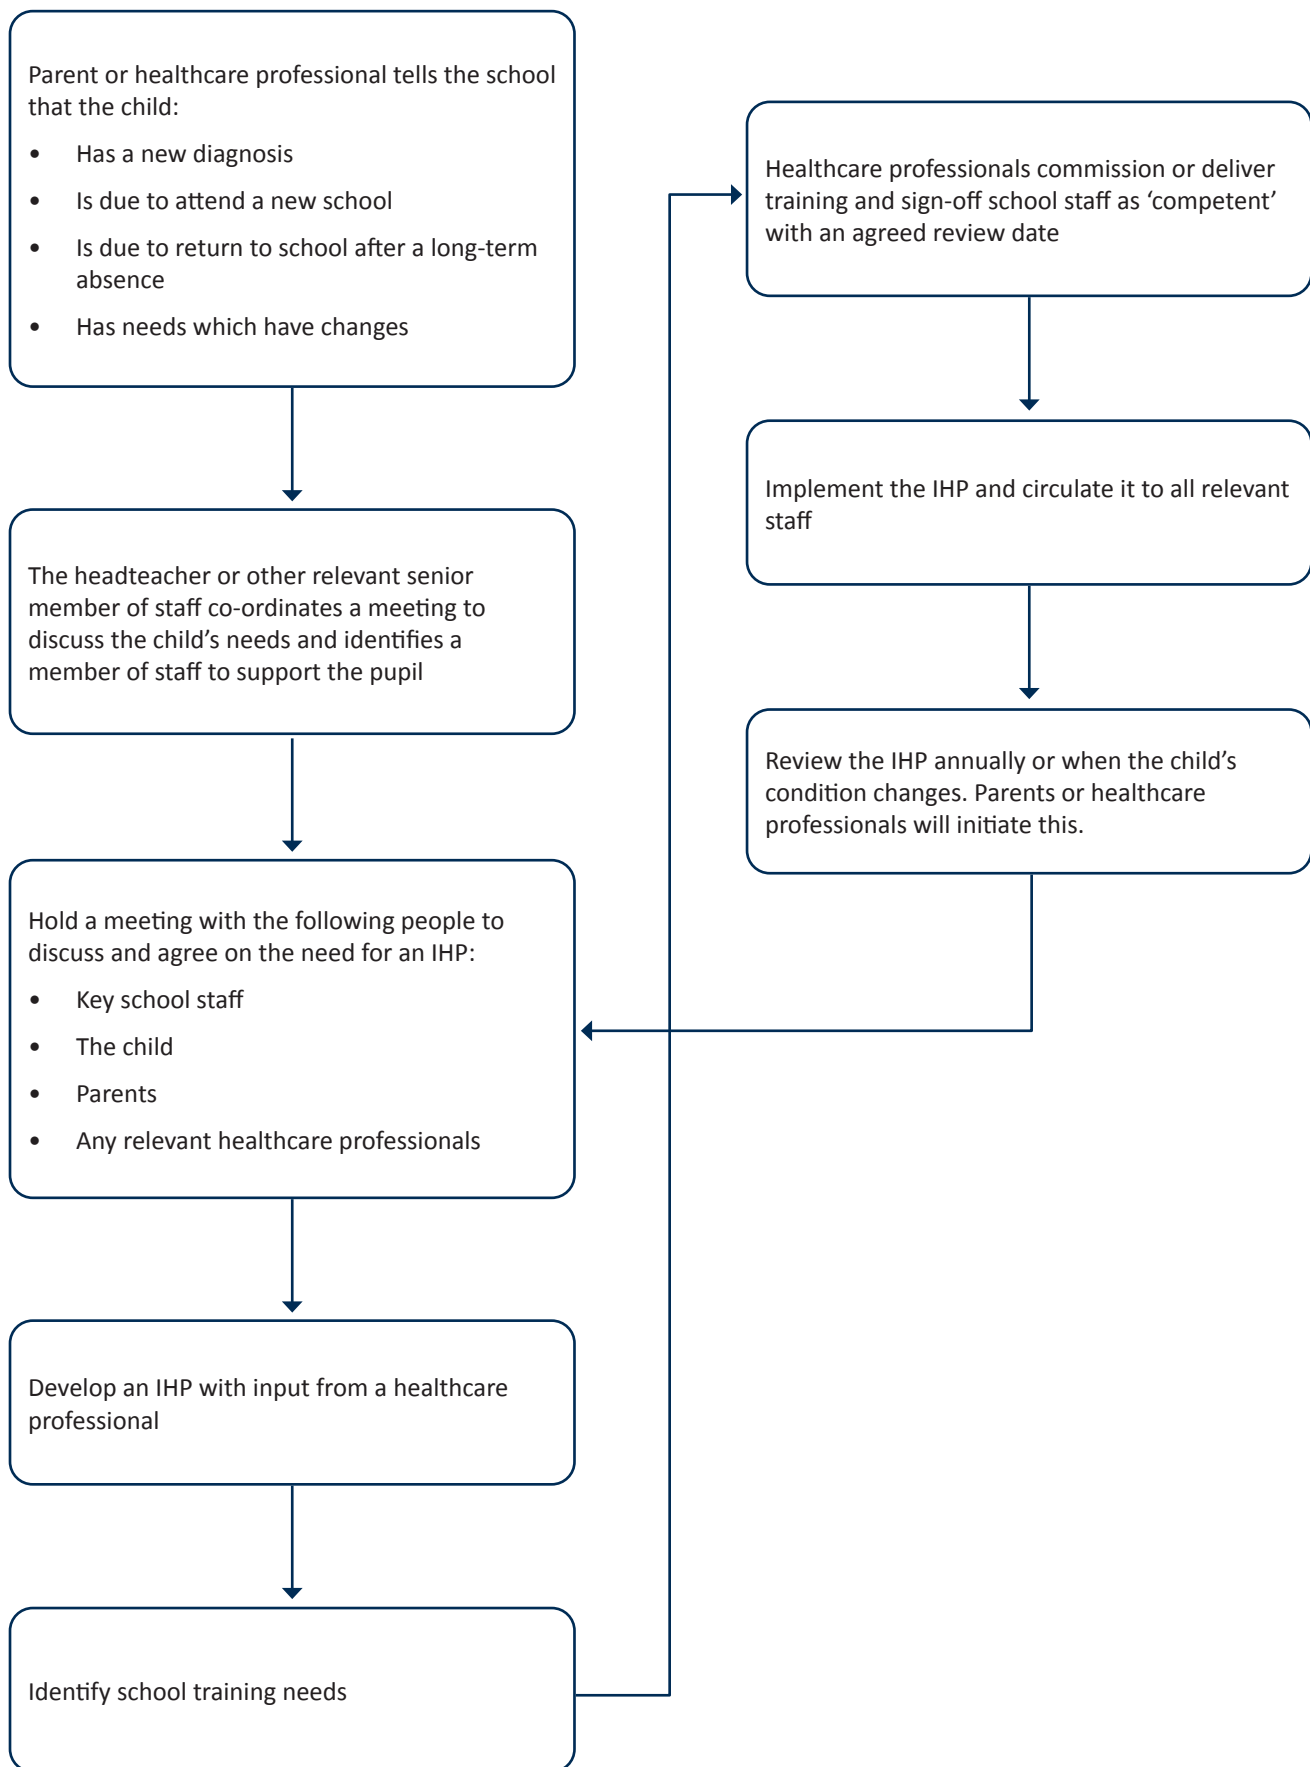 Parent or healthcare professional tells the school
that the child:
• Has a new diagnosis
• Is due to attend a new school
• Is due to return to school after a long-term
absence
• Has needs which have changes
The headteacher or other relevant senior
member of staff co-ordinates a meeting to
discuss the child’s needs and identifies a
member of staff to support the pupil
Hold a meeting with the following people to
discuss and agree on the need for an IHP:
• Key school staff
• The child
• Parents
• Any relevant healthcare professionals
Develop an IHP with input from a healthcare
professional
Identify school training needs
Healthcare professionals commission or deliver
training and sign-off school staff as ‘competent’
with an agreed review date
Implement the IHP and circulate it to all relevant
staff
Review the IHP annually or when the child’s
condition changes. Parents or healthcare
professionals will initiate this.